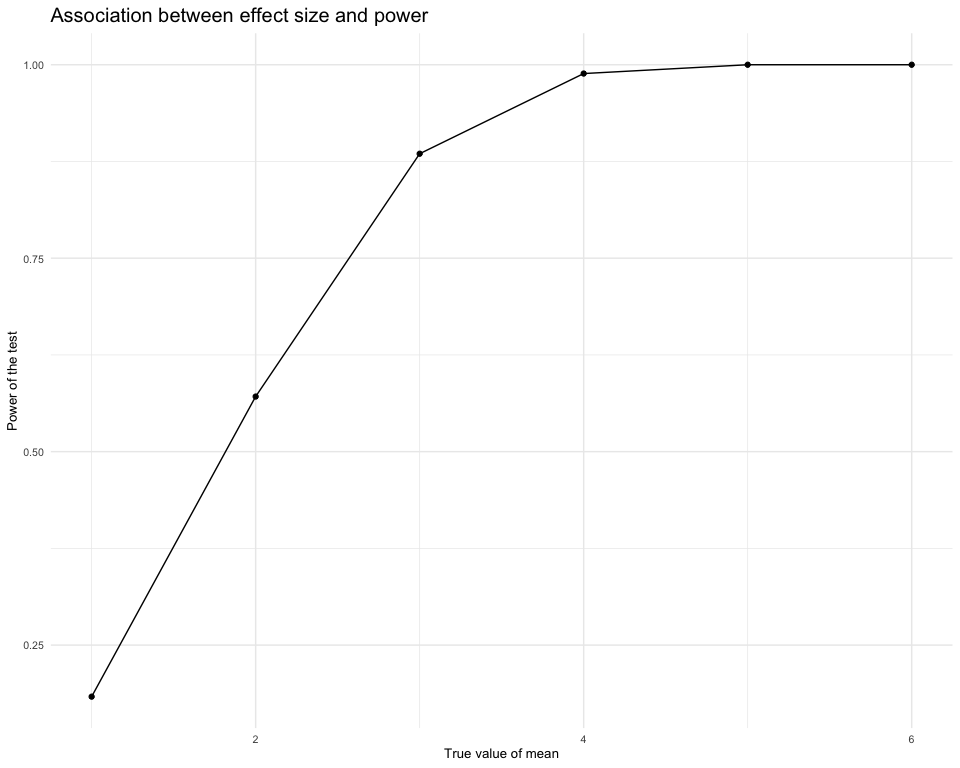 Association between effect size and power
1.00
0.75
0.50
0.25
Power of the test
2
4
6
True value of mean